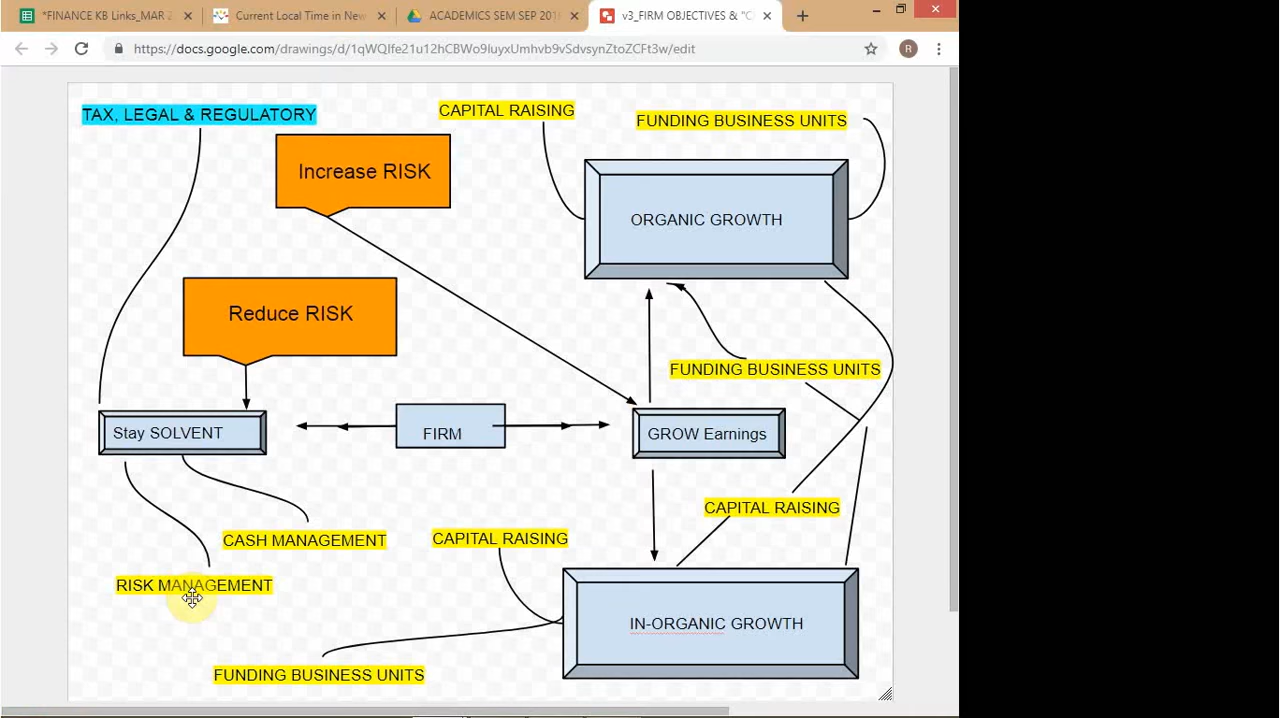 *FINANCE KB Links_MAR 2
Current Local Time in New
ACADEMICS SEM SEP 201
v3_FIRM OBJECTIVES & "C
https://docs.google.com/drawings/d/1qWQIfe21u12hCBWo9IuyxUmhvb9vSdvsynZtoZCFt3w/edit
R
TAX, LEGAL & REGULATORY
CAPITAL RAISING
FUNDING BUSINESS UNITS
Increase RISK
ORGANIC GROWTH
Reduce RISK
FUNDING BUSINESS UNITS
Stay SOLVENT
FIRM
GROW Earnings
CAPITAL RAISING
CASH MANAGEMENT
CAPITAL RAISING
RISK MANAGEMENT
IN-ORGANIC GROWTH
FUNDING BUSINESS UNITS